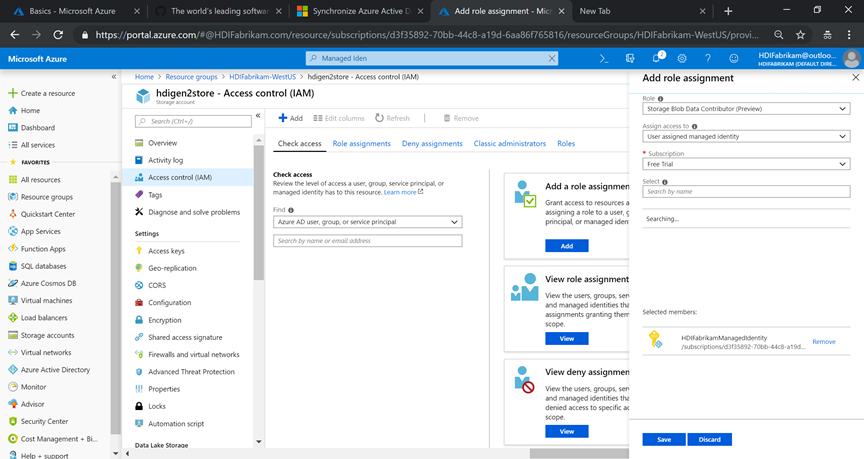 Basics - Microsoft Azure
The world's leading softwar
Synchronize Azure Active D
Add role assignment - Micr
New Tab
https://portal.azure.com/#@HDIFabrikam.com/resource/subscriptions/d3f35892-70bb-44c8-a19d-6aa86f765816/resourceGroups/HDIFabrikam-WestUS/provi...
Microsoft Azure
Managed Iden
2
HDIFabrikam@outloo...
HDIFABRIKAM (DEFAULT DIRE...
Create a resource
Home
Dashboard
All services
FAVORITES
All resources
Resource groups
Quickstart Center
App Services
Function Apps
SQL databases
Azure Cosmos DB
Virtual machines
Load balancers
Storage accounts
Virtual networks
Azure Active Directory
Monitor
Advisor
Security Center
Cost Management + Bi...
Help + support
Home > Resource groups > HDIFabrikam-WestUS > hdigen2store - Access control (IAM)
hdigen2store - Access control (IAM)
Storage account
Search (Ctrl+/)
Overview
Activity log
Access control (IAM)
Tags
Diagnose and solve problems
Settings
Access keys
Geo-replication
CORS
Configuration
Encryption
Shared access signature
Firewalls and virtual networks
Advanced Threat Protection
Properties
Locks
Automation script
Data Lake Storage
Add
Edit columns
Refresh
Remove
Check access
Role assignments
Deny assignments
Classic administrators
Roles
Check access
Review the level of access a user, group, service principal, or
managed identity has to this resource. Learn more
Find
Azure AD user, group, or service principal
Search by name or email address
Add a role assignmen
Grant access to resources a
assigning a role to a user, g
principal, or managed iden
Add
View role assignment
View the users, groups, serv
and managed identities tha
assignments granting them
scope.
View
View deny assignmen
View the users, groups, serv
and managed identities tha
denied access to specific ac
scope.
View
Add role assignment
Role
Storage Blob Data Contributor (Preview)
Assign access to
User assigned managed identity
* Subscription
Free Trial
Select
Search by name
Searching...
Selected members:
HDIFabrikamManagedIdentity
/subscriptions/d3f35892-70bb-44c8-a19d...
Remove
Save
Discard